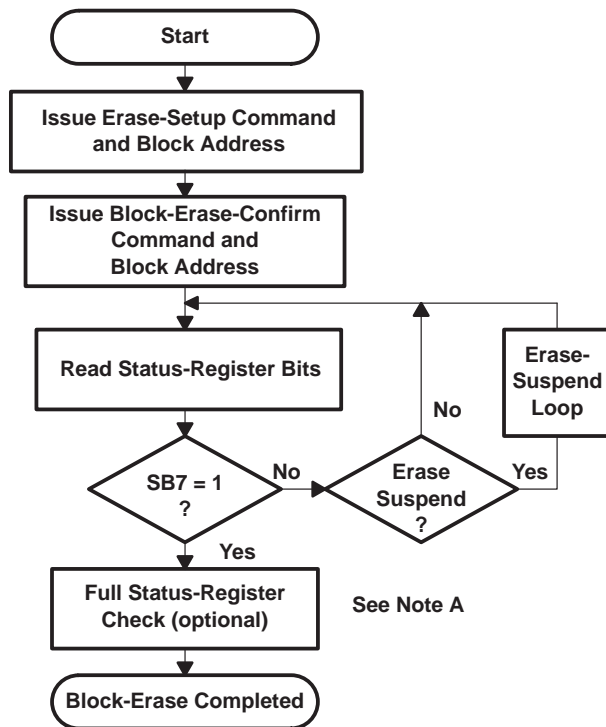 Start
Issue Erase-Setup Command
and Block Address
Issue Block-Erase-Confirm
Command and
Block Address
Read Status-Register Bits
Erase-
Suspend
Loop
No
SB7 = 1
?
No
Erase
Suspend
?
Yes
Yes
Full Status-Register
Check (optional)
See Note A
Block-Erase Completed